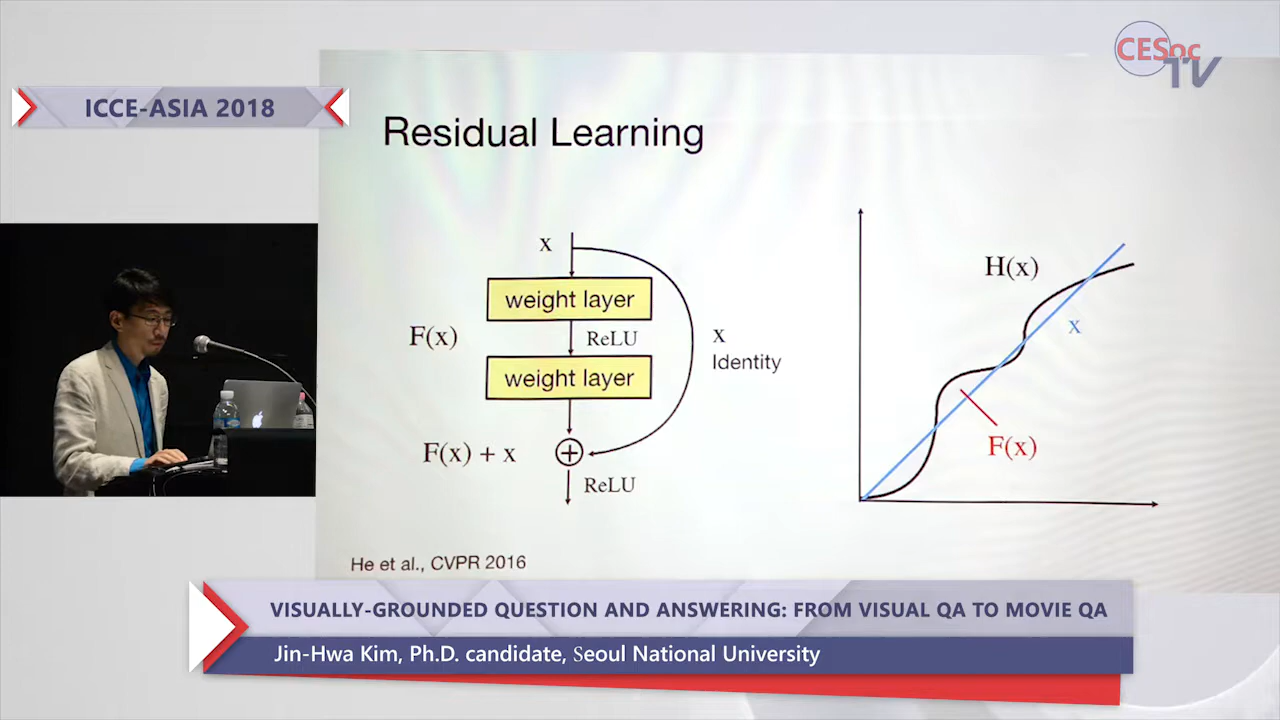 CESoc
TV
ICCE-ASIA 2018
Residual Learning
x
weight layer
F(x)
ReLU
x
Identity
weight layer
F(x) + x
ReLU
H(x)
x
F(x)
He et al., CVPR 2016
VISUALLY-GROUNDED QUESTION AND ANSWERING: FROM VISUAL QA TO MOVIE QA
Jin-Hwa Kim, Ph.D. candidate, Seoul National University